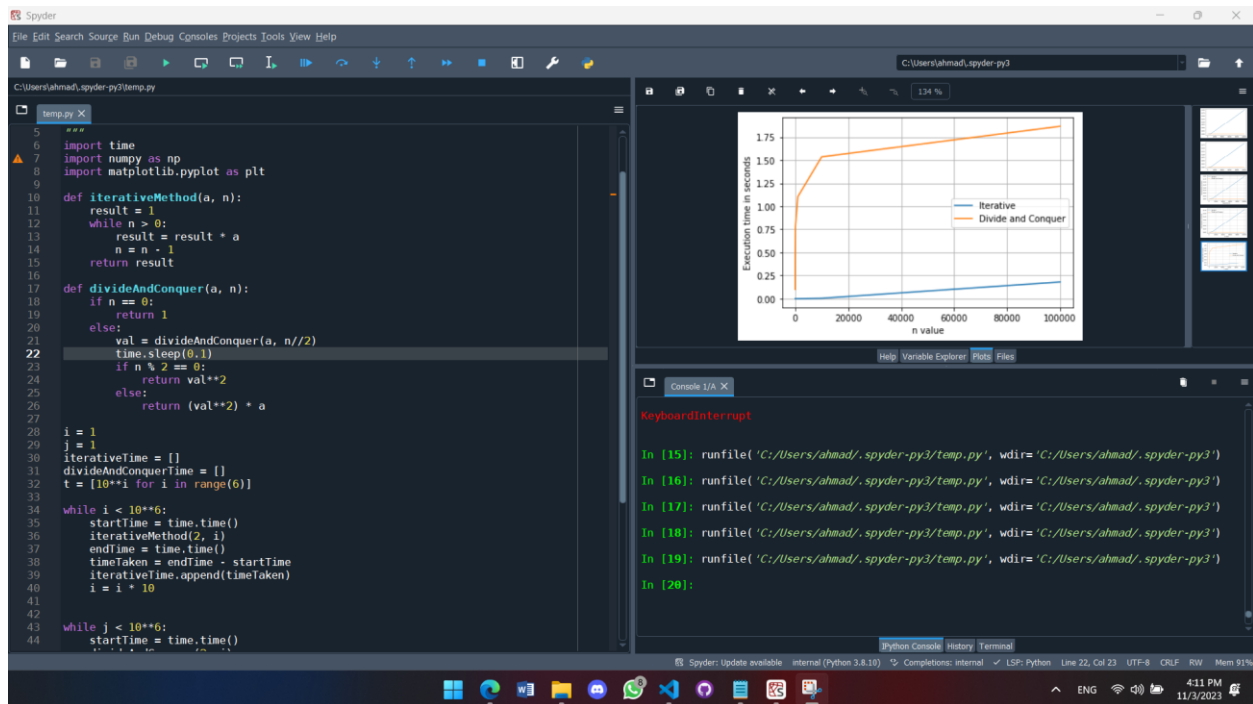 Spyder
File Edit Search Source Run Debug Consoles Projects Tools View Help
C:\Users\ahmad\.spyder-py3
C:\Users\ahmad\.spyder-py3\temp.py
temp.py
5 """
6 import time
7 import numpy as np
8 import matplotlib.pyplot as plt
9
10 def iterativeMethod(a, n):
11     result = 1
12     while n > 0:
13         result = result * a
14         n = n - 1
15     return result
16
17 def divideAndConquer(a, n):
18     if n == 0:
19         return 1
20     else:
21         val = divideAndConquer(a, n//2)
22         time.sleep(0.1)
23         if n % 2 == 0:
24             return val**2
25         else:
26             return (val**2) * a
27
28 i = 1
29 j = 1
30 iterativeTime = []
31 divideAndConquerTime = []
32 t = [10**i for i in range(6)]
33
34 while i < 10**6:
35     startTime = time.time()
36     iterativeMethod(2, i)
37     endTime = time.time()
38     timeTaken = endTime - startTime
39     iterativeTime.append(timeTaken)
40     i = i * 10
41
42
43 while j < 10**6:
44     startTime = time.time()
134 %
Execution time in seconds
1.75
1.50
1.25
1.00
0.75
0.50
0.25
0.00
Iterative
Divide and Conquer
0 20000 40000 60000 80000 100000
n value
Help Variable Explorer Plots Files
Console 1/A
KeyboardInterrupt
In [15]: runfile('C:/Users/ahmad/.spyder-py3/temp.py', wdir='C:/Users/ahmad/.spyder-py3')
In [16]: runfile('C:/Users/ahmad/.spyder-py3/temp.py', wdir='C:/Users/ahmad/.spyder-py3')
In [17]: runfile('C:/Users/ahmad/.spyder-py3/temp.py', wdir='C:/Users/ahmad/.spyder-py3')
In [18]: runfile('C:/Users/ahmad/.spyder-py3/temp.py', wdir='C:/Users/ahmad/.spyder-py3')
In [19]: runfile('C:/Users/ahmad/.spyder-py3/temp.py', wdir='C:/Users/ahmad/.spyder-py3')
In [20]:
IPython Console History Terminal
Spyder: Update available internal (Python 3.8.10) Completions: internal LSP: Python Line 22, Col 23 UTF-8 CRLF RW Mem 91%
ENG 4:11 PM
11/3/2023